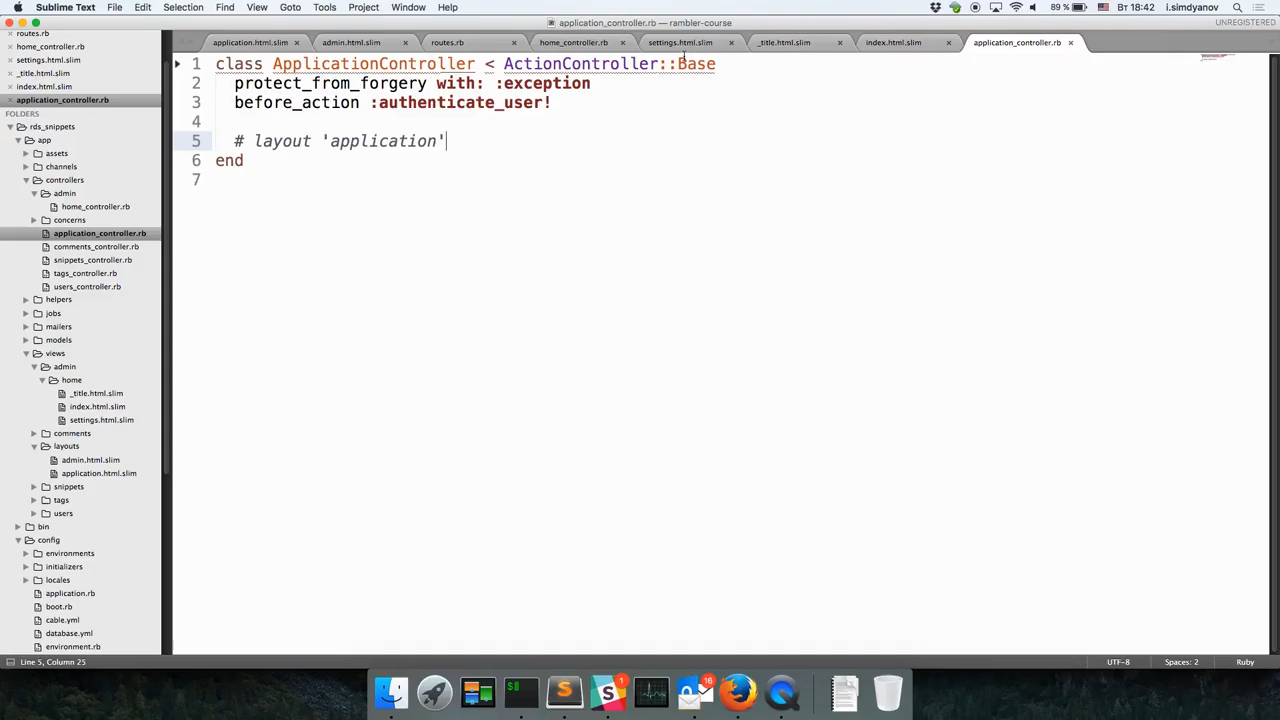 Sublime Text File Edit Selection Find View Goto Tools Project Window Help 89 % Вт 18:42 i.simdyanov
application_controller.rb — rambler-course UNREGISTERED
application.html.slim admin.html.slim routes.rb home_controller.rb settings.html.slim _title.html.slim index.html.slim application_controller.rb
routes.rb
home_controller.rb
settings.html.slim
_title.html.slim
index.html.slim
application_controller.rb
FOLDERS
rds_snippets
app
assets
channels
controllers
admin
home_controller.rb
concerns
application_controller.rb
comments_controller.rb
snippets_controller.rb
tags_controller.rb
users_controller.rb
helpers
jobs
mailers
models
views
admin
home
_title.html.slim
index.html.slim
settings.html.slim
comments
layouts
admin.html.slim
application.html.slim
snippets
tags
users
bin
config
environments
initializers
locales
application.rb
boot.rb
cable.yml
database.yml
environment.rb
1 class ApplicationController < ActionController::Base
2 protect_from_forgery with: :exception
3 before_action :authenticate_user!
4
5 # layout 'application'
6 end
7
Line 5, Column 25 UTF-8 Spaces: 2 Ruby
1
16